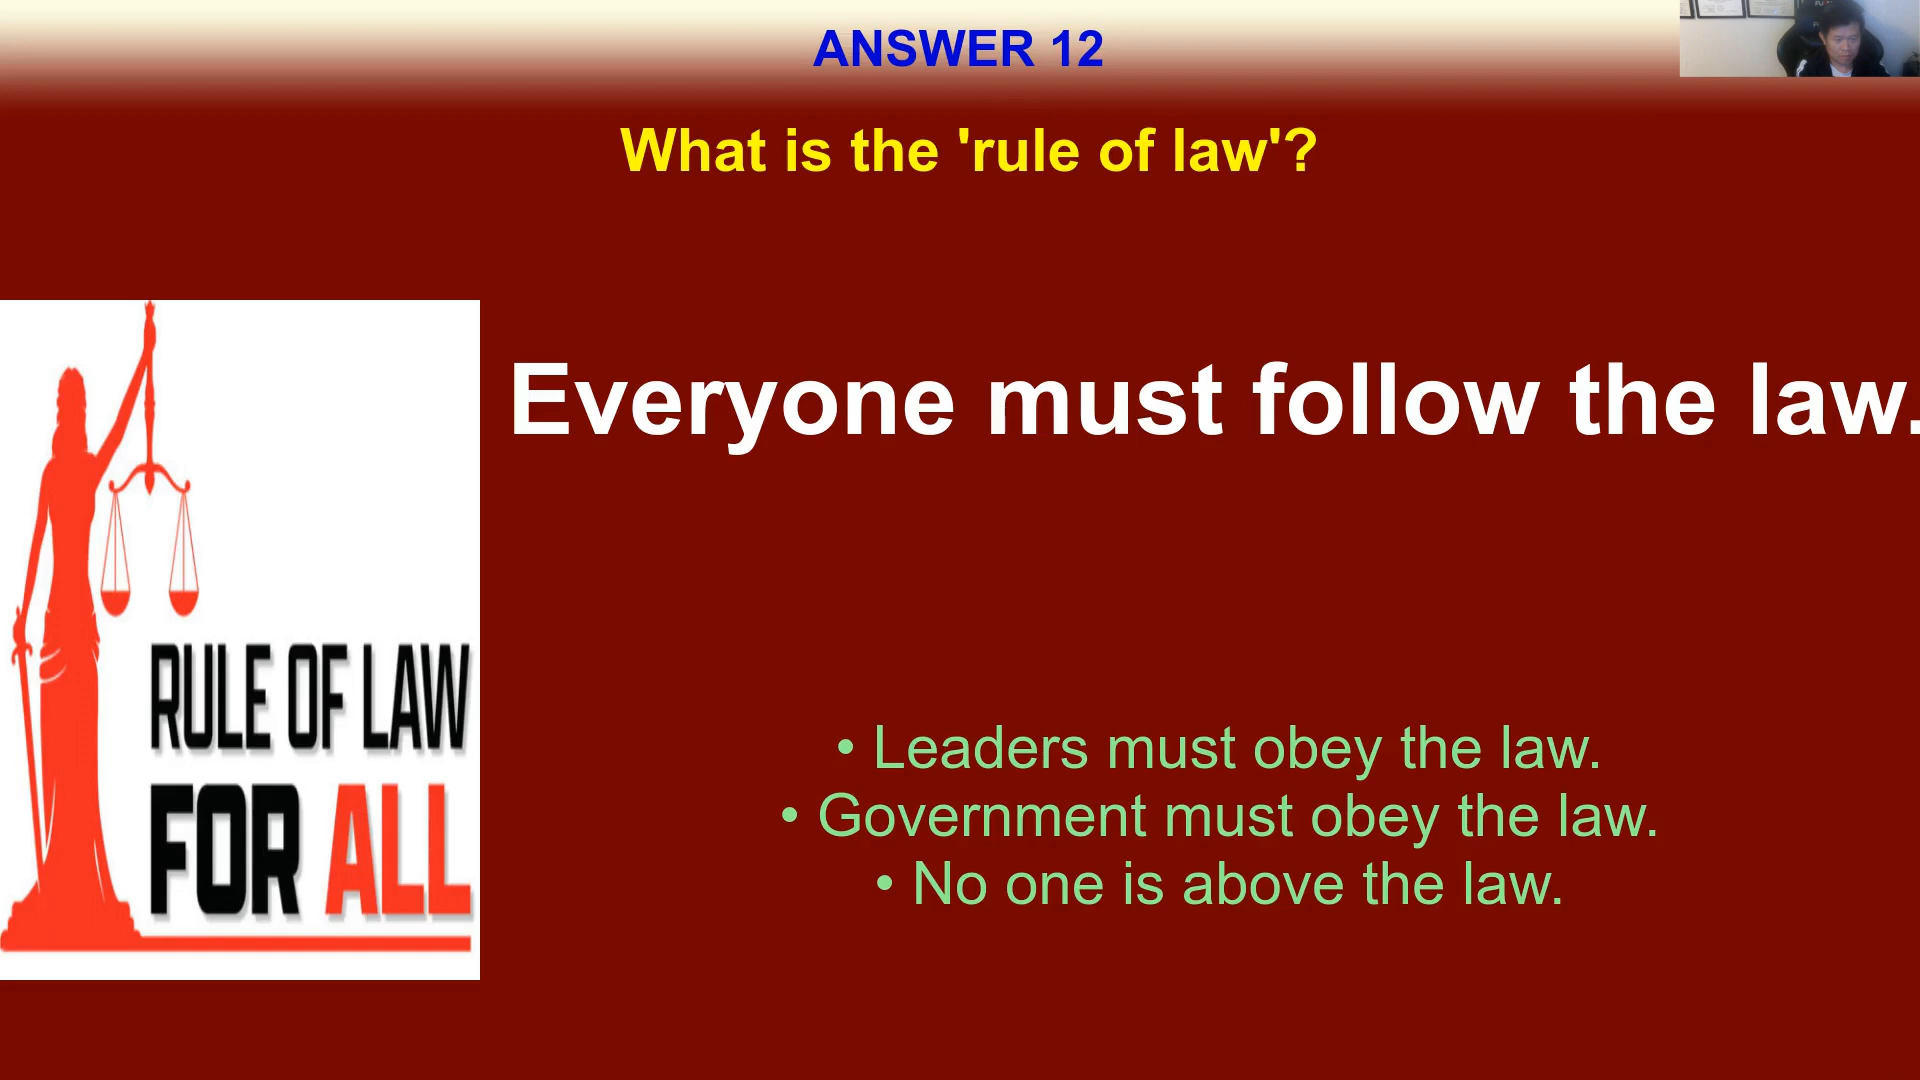 ANSWER 12
What is the 'rule of law'?
Everyone must follow the law.
RULE OF LAW
FOR ALL
• Leaders must obey the law.
• Government must obey the law.
• No one is above the law.